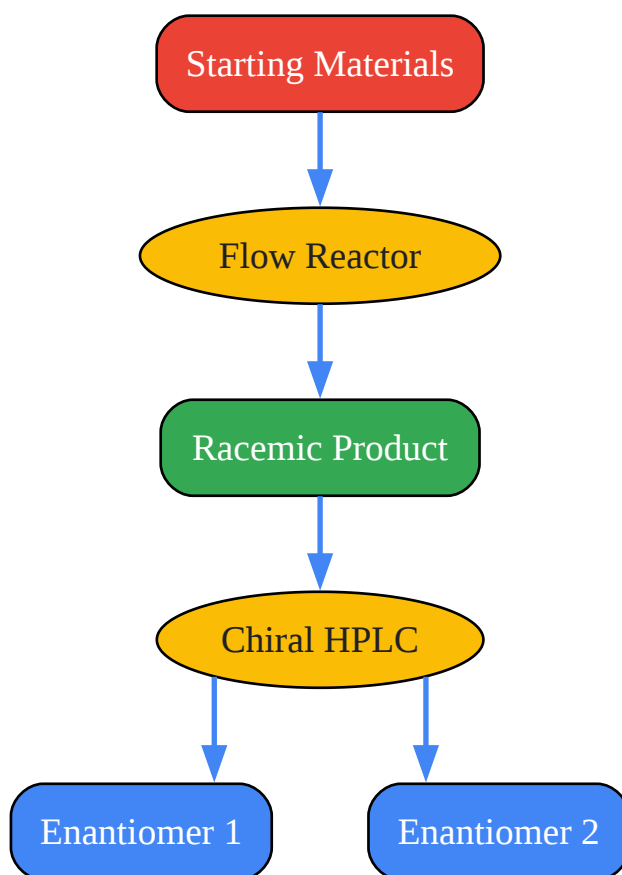 Starting Materials
Flow Reactor
Racemic Product
Chiral HPLC
Enantiomer 1
Enantiomer 2